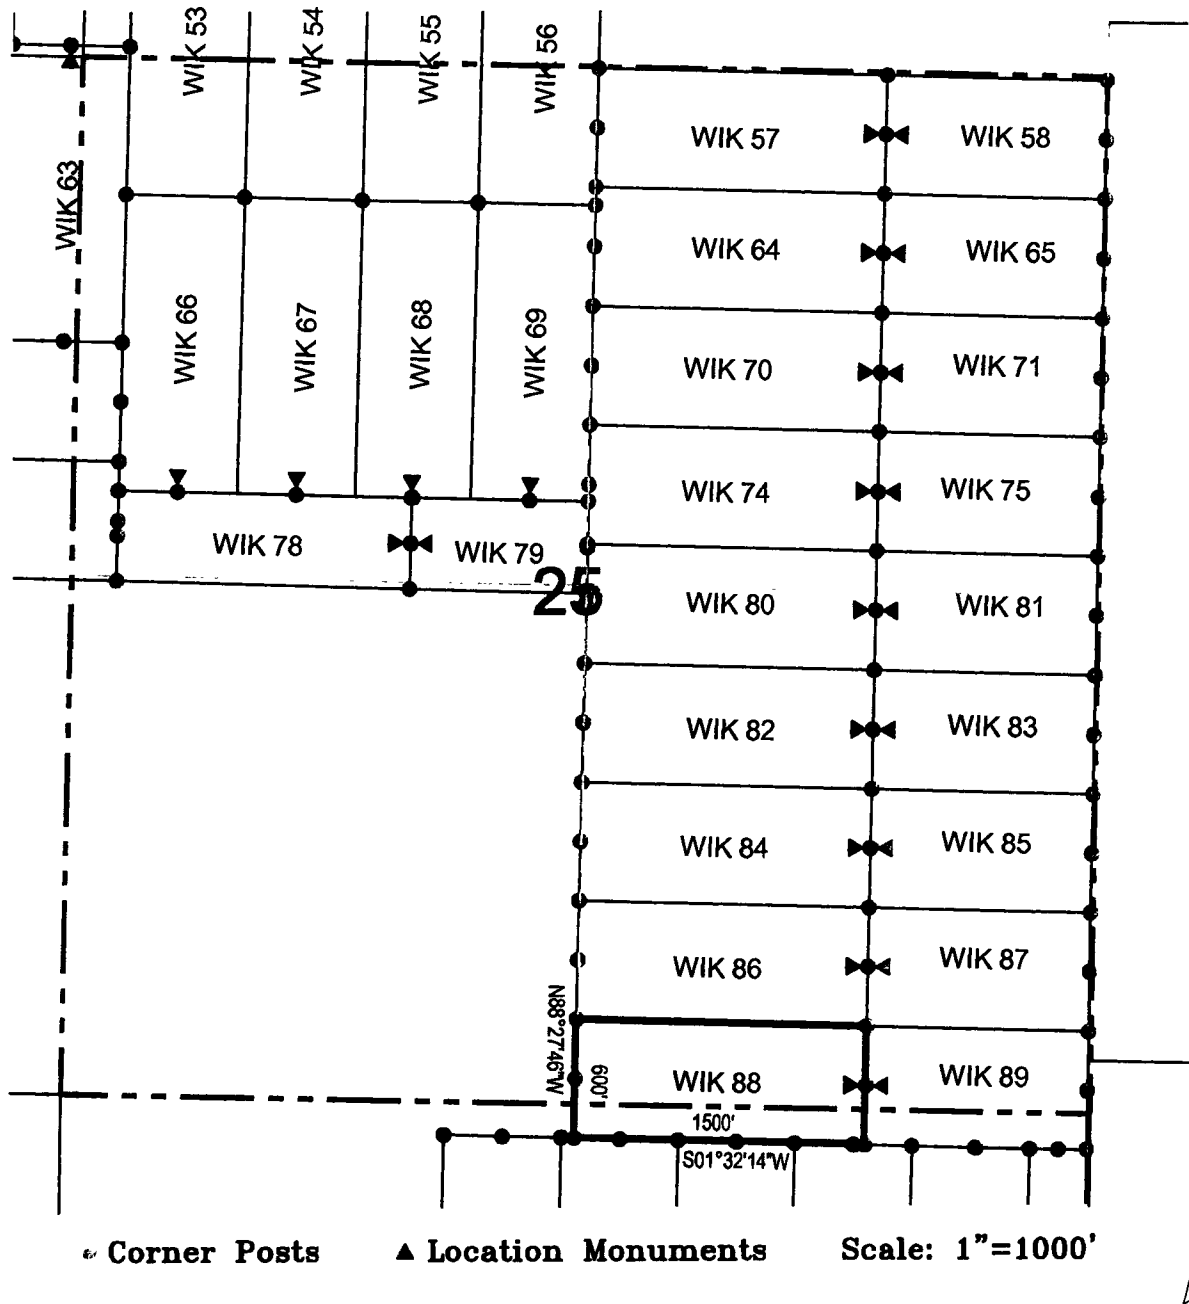 WIK 53
WIK 54
WIK 55
WIK 56
WIK 57
WIK 58
WIK 63
WIK 64
WIK 65
WIK 66
WIK 67
WIK 68
WIK 69
WIK 70
WIK 71
WIK 74
WIK 75
WIK 78
WIK 79
25
WIK 80
WIK 81
WIK 82
WIK 83
WIK 84
WIK 85
WIK 86
WIK 87
N88°27'46"W
600'
WIK 88
WIK 89
1500'
S01°32'14"W
Corner Posts
Location Monuments
Scale: 1"=1000'